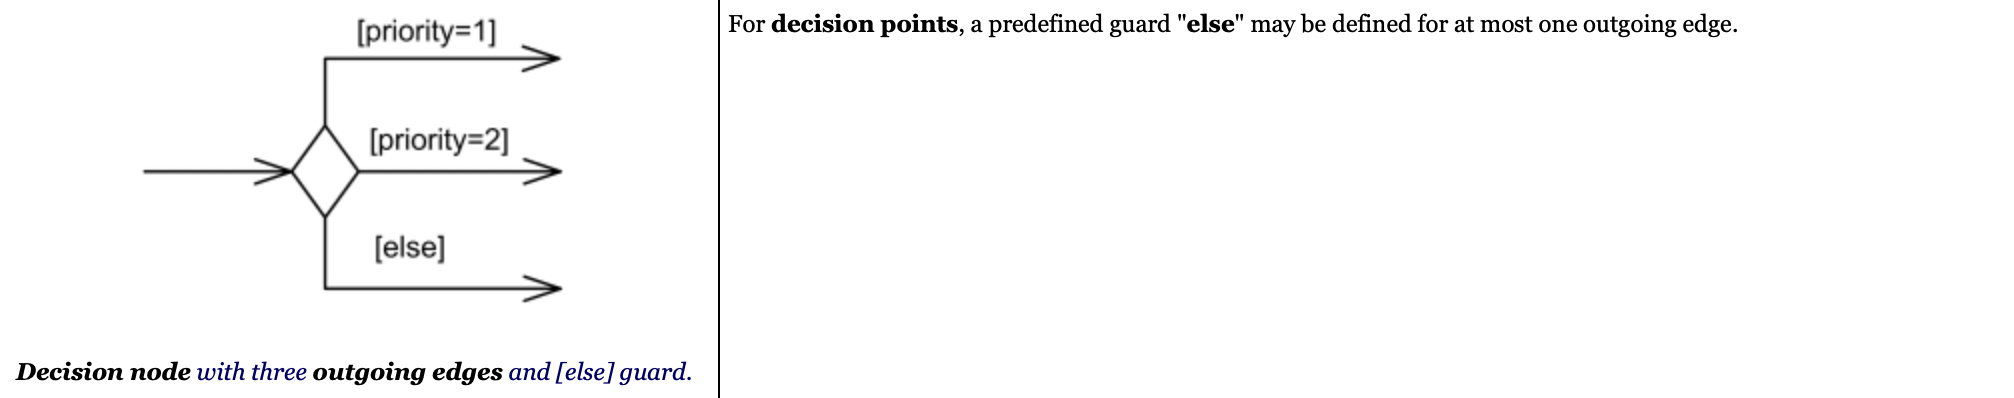 [priority=1]
[priority=2]
[else]
Decision node with three outgoing edges and [else] guard.
For decision points, a predefined guard "else" may be defined for at most one outgoing edge.